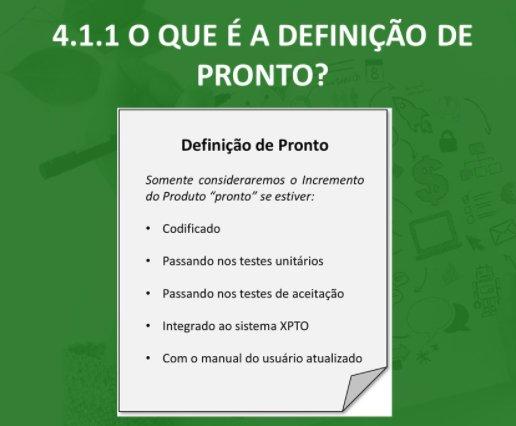 4.1.1 O QUE É A DEFINIÇÃO DE
PRONTO?
Definição de Pronto
Somente consideraremos o Incremento
do Produto “pronto” se estiver:
• Codificado
• Passando nos testes unitários
• Passando nos testes de aceitação
• Integrado ao sistema XPTO
• Com o manual do usuário atualizado